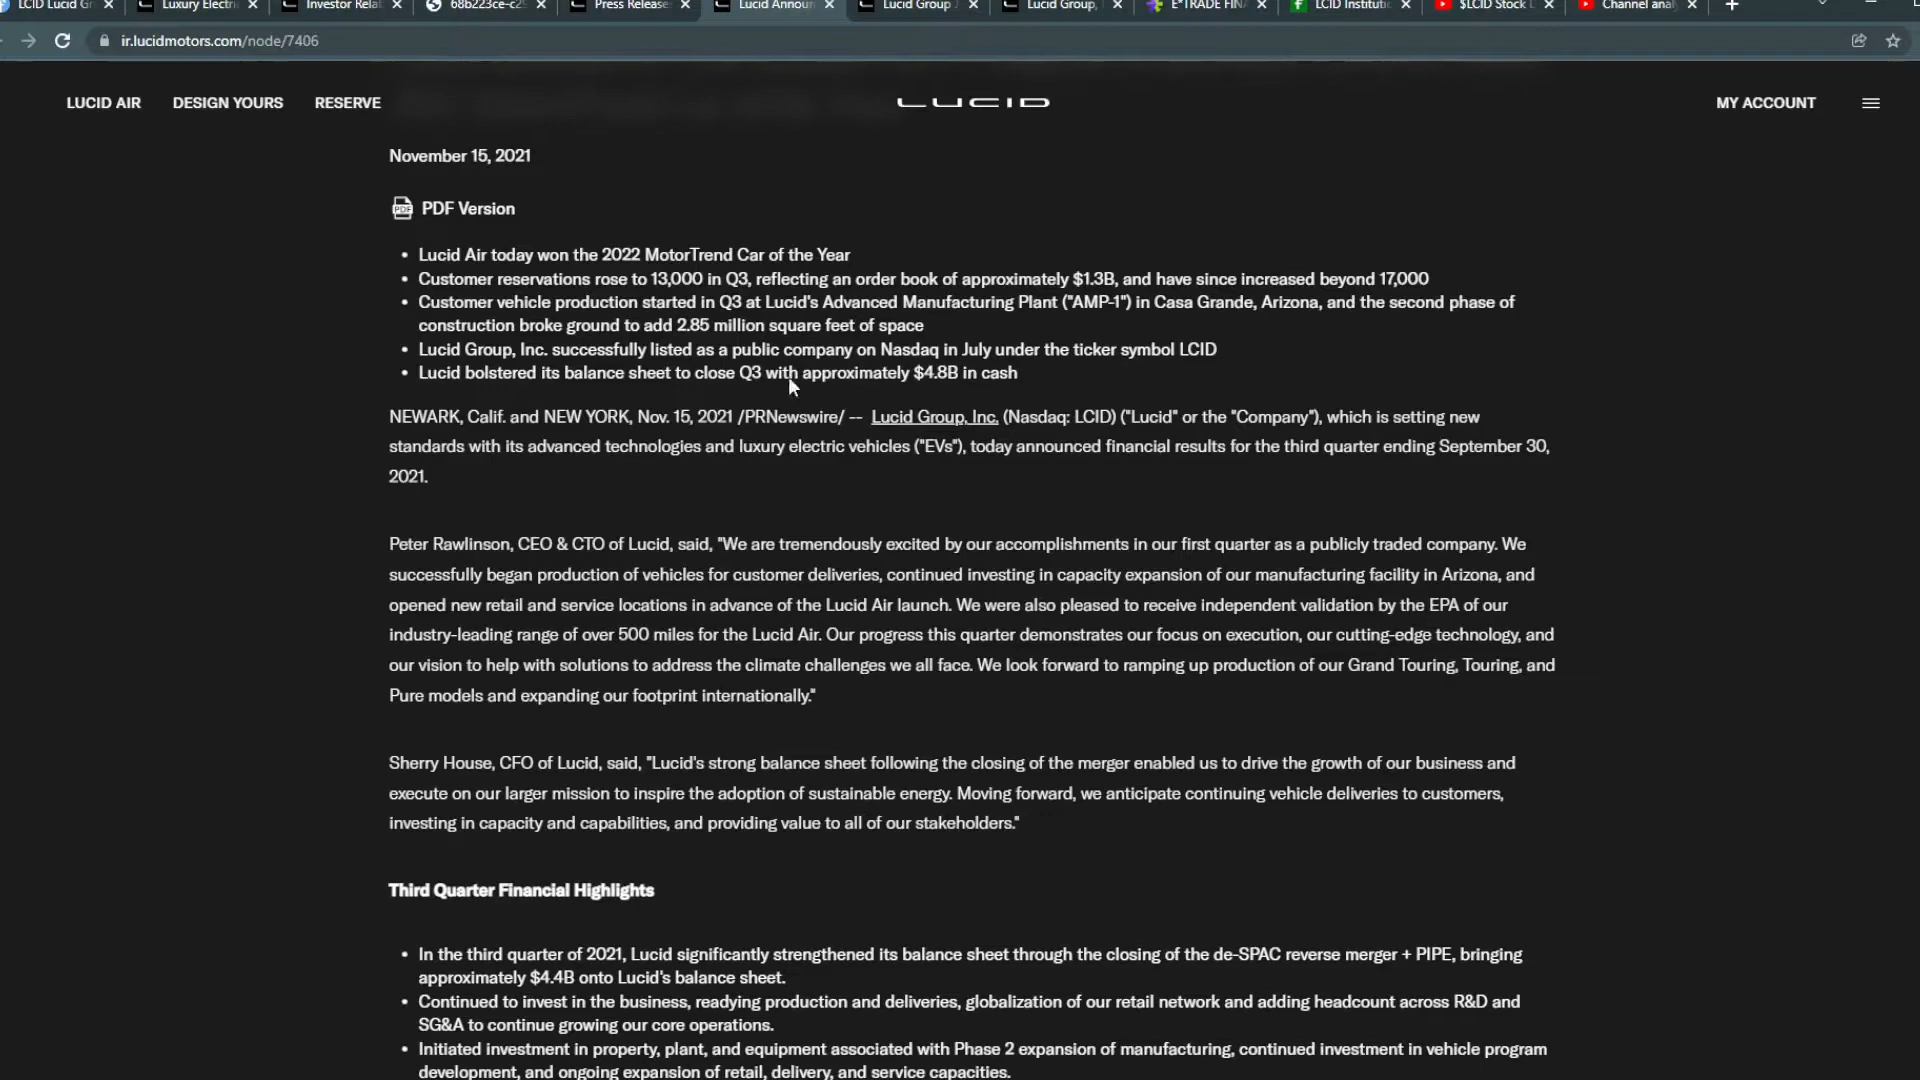 LCID Lucid Gr
Luxury Electri
Investor Rela
68b223ce-c29
Press Release
Lucid Announ
Lucid Group
Lucid Group,
E*TRADE FIN
LCID Instituti
$LCID Stock
Channel anal
ir.lucidmotors.com/node/7406
LUCID AIR
DESIGN YOURS
RESERVE
LUCID
MY ACCOUNT
November 15, 2021
PDF Version
• Lucid Air today won the 2022 MotorTrend Car of the Year
• Customer reservations rose to 13,000 in Q3, reflecting an order book of approximately $1.3B, and have since increased beyond 17,000
• Customer vehicle production started in Q3 at Lucid's Advanced Manufacturing Plant ("AMP-1") in Casa Grande, Arizona, and the second phase of
construction broke ground to add 2.85 million square feet of space
• Lucid Group, Inc. successfully listed as a public company on Nasdaq in July under the ticker symbol LCID
• Lucid bolstered its balance sheet to close Q3 with approximately $4.8B in cash
NEWARK, Calif. and NEW YORK, Nov. 15, 2021 /PRNewswire/ -- Lucid Group, Inc. (Nasdaq: LCID) ("Lucid" or the "Company"), which is setting new
standards with its advanced technologies and luxury electric vehicles ("EVs"), today announced financial results for the third quarter ending September 30,
2021.
Peter Rawlinson, CEO & CTO of Lucid, said, "We are tremendously excited by our accomplishments in our first quarter as a publicly traded company. We
successfully began production of vehicles for customer deliveries, continued investing in capacity expansion of our manufacturing facility in Arizona, and
opened new retail and service locations in advance of the Lucid Air launch. We were also pleased to receive independent validation by the EPA of our
industry-leading range of over 500 miles for the Lucid Air. Our progress this quarter demonstrates our focus on execution, our cutting-edge technology, and
our vision to help with solutions to address the climate challenges we all face. We look forward to ramping up production of our Grand Touring, Touring, and
Pure models and expanding our footprint internationally."
Sherry House, CFO of Lucid, said, "Lucid's strong balance sheet following the closing of the merger enabled us to drive the growth of our business and
execute on our larger mission to inspire the adoption of sustainable energy. Moving forward, we anticipate continuing vehicle deliveries to customers,
investing in capacity and capabilities, and providing value to all of our stakeholders."
Third Quarter Financial Highlights
• In the third quarter of 2021, Lucid significantly strengthened its balance sheet through the closing of the de-SPAC reverse merger + PIPE, bringing
approximately $4.4B onto Lucid's balance sheet.
• Continued to invest in the business, readying production and deliveries, globalization of our retail network and adding headcount across R&D and
SG&A to continue growing our core operations.
• Initiated investment in property, plant, and equipment associated with Phase 2 expansion of manufacturing, continued investment in vehicle program
development, and ongoing expansion of retail, delivery, and service capacities.